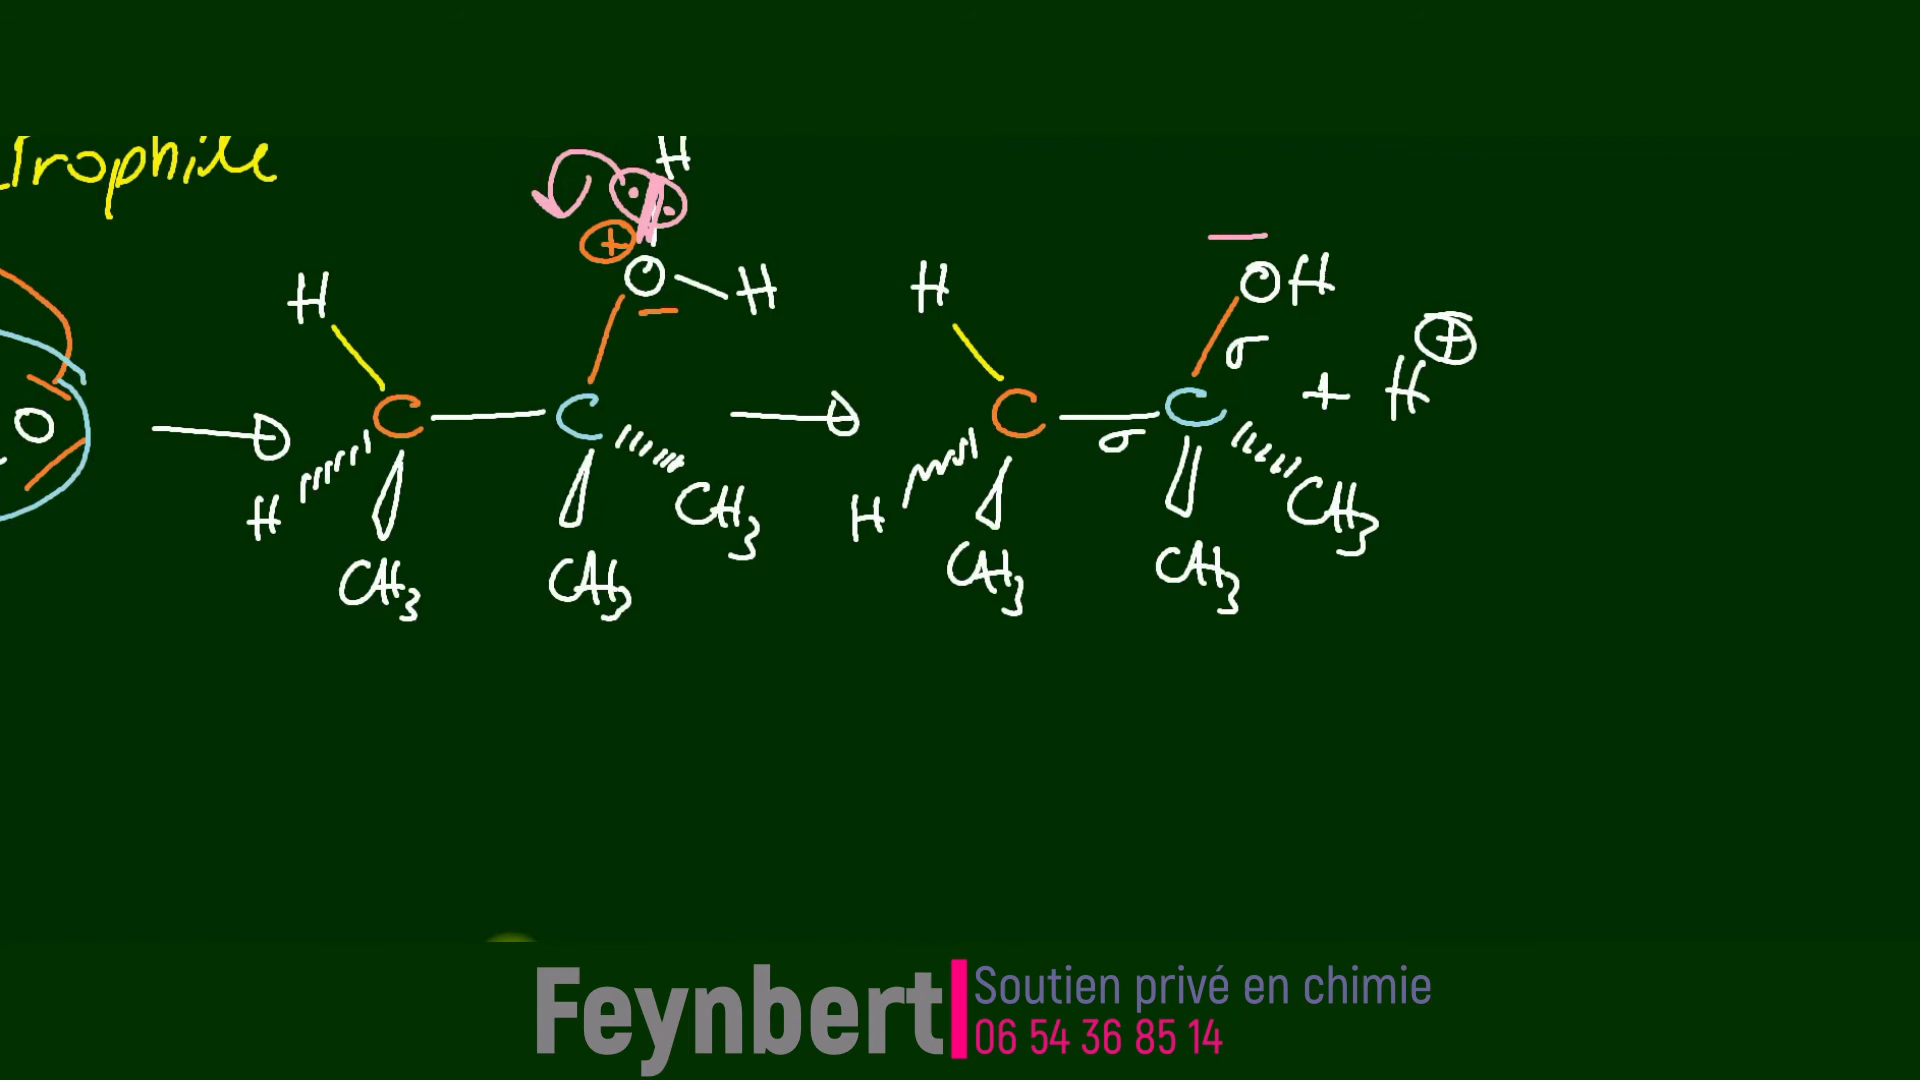 trophile
H
H
⊕
O
H
H
OH
⊕
O
C
C
H
C
C
+ H
H
CH3
H
CH3
CH3
CH3
CH3
CH3
σ
σ
Feynbert
Soutien privé en chimie
06 54 36 85 14